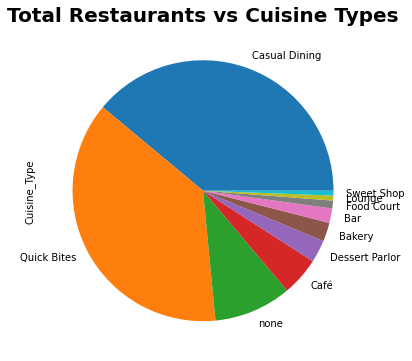 Total Restaurants vs Cuisine Types
Casual Dining
Cuisine_Type
Quick Bites
none
Café
Dessert Parlor
Bakery
Bar
Food Court
Lounge
Sweet Shop